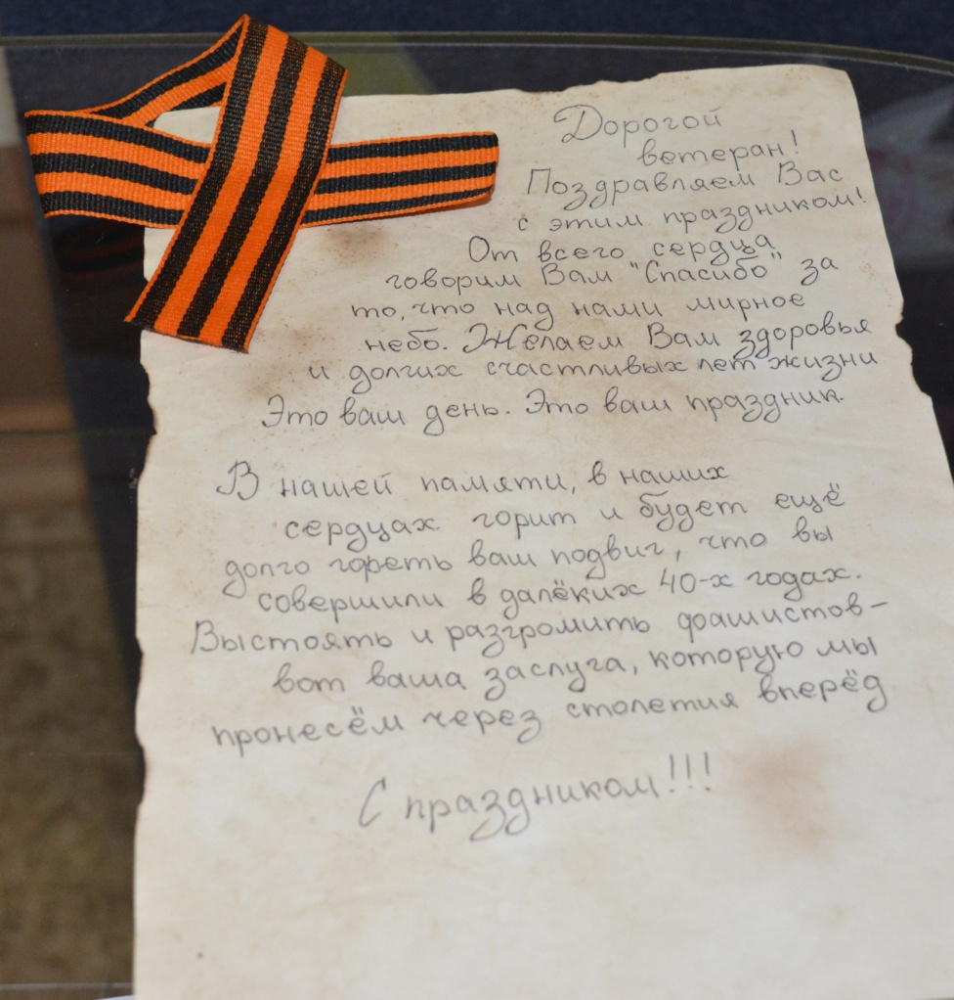 Дорогой
ветеран!
Поздравляем Вас
с этим праздником!
От всего сердца
говорим Вам "Спасибо" за
то, что над нами мирное
небо. Желаем Вам здоровья
и долгих счастливых лет жизни
Это ваш день. Это ваш праздник.
В нашей памяти, в наших
сердцах горит и будет ещё
долго гореть ваш подвиг, что вы
совершили в далёких 40-х годах.
Выстоять и разгромить фашистов-
вот ваша заслуга, которую мы
пронесём через столетия вперёд
С праздником!!!